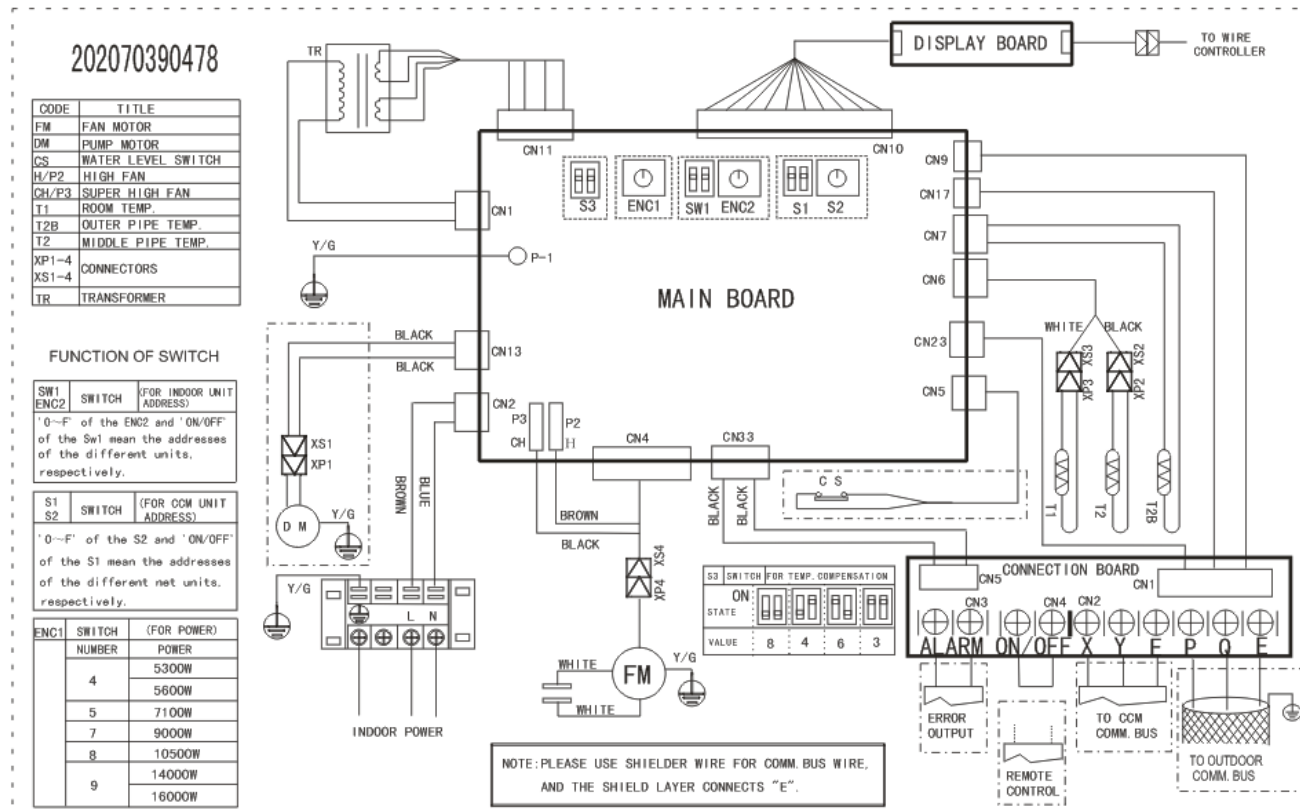 202070390478
CODE TITLE
FM FAN MOTOR
DM PUMP MOTOR
CS WATER LEVEL SWITCH
H/P2 HIGH FAN
CH/P3 SUPER HIGH FAN
T1 ROOM TEMP.
T2B OUTER PIPE TEMP.
T2 MIDDLE PIPE TEMP.
XP1-4
XS1-4
CONNECTORS
TR TRANSFORMER
FUNCTION OF SWITCH
SW1
ENC2
SWITCH
(FOR INDOOR UNIT
ADDRESS)
'0~F' of the ENC2 and 'ON/OFF'
of the Sw1 mean the addresses
of the different units,
respectively.
S1
S2
SWITCH
(FOR CCM UNIT
ADDRESS)
'0~F' of the S2 and 'ON/OFF'
of the S1 mean the addresses
of the different net units,
respectively.
ENC1 SWITCH (FOR POWER)
NUMBER POWER
4 5300W
5600W
5 7100W
7 9000W
8 10500W
9 14000W
16000W
TR
DISPLAY BOARD
TO WIRE
CONTROLLER
CN11
CN10
S3
ENC1
SW1 ENC2
S1 S2
CN1
Y/G
P-1
MAIN BOARD
CN9
CN17
CN7
CN6
CN23
CN5
BLACK
BLACK
CN13
CN2
P3
CH
P2
H
CN4
CN33
WHITE
BLACK
XS3
XP3
XS2
XP2
T1
T2
T2B
XS1
XP1
DM
Y/G
BROWN
BLUE
Y/G
L N
INDOOR POWER
BROWN
BLACK
XS4
XP4
FM
Y/G
WHITE
WHITE
BLACK
BLACK
C S
S3 SWITCH FOR TEMP. COMPENSATION
ON
STATE
VALUE 8 4 6 3
CN5
CONNECTION BOARD
CN1
CN3
CN4
CN2
ALARM ON/OFF X Y E P Q E
ERROR
OUTPUT
REMOTE
CONTROL
TO CCM
COMM. BUS
TO OUTDOOR
COMM. BUS
NOTE:PLEASE USE SHIELDER WIRE FOR COMM. BUS WIRE,
AND THE SHIELD LAYER CONNECTS "E".